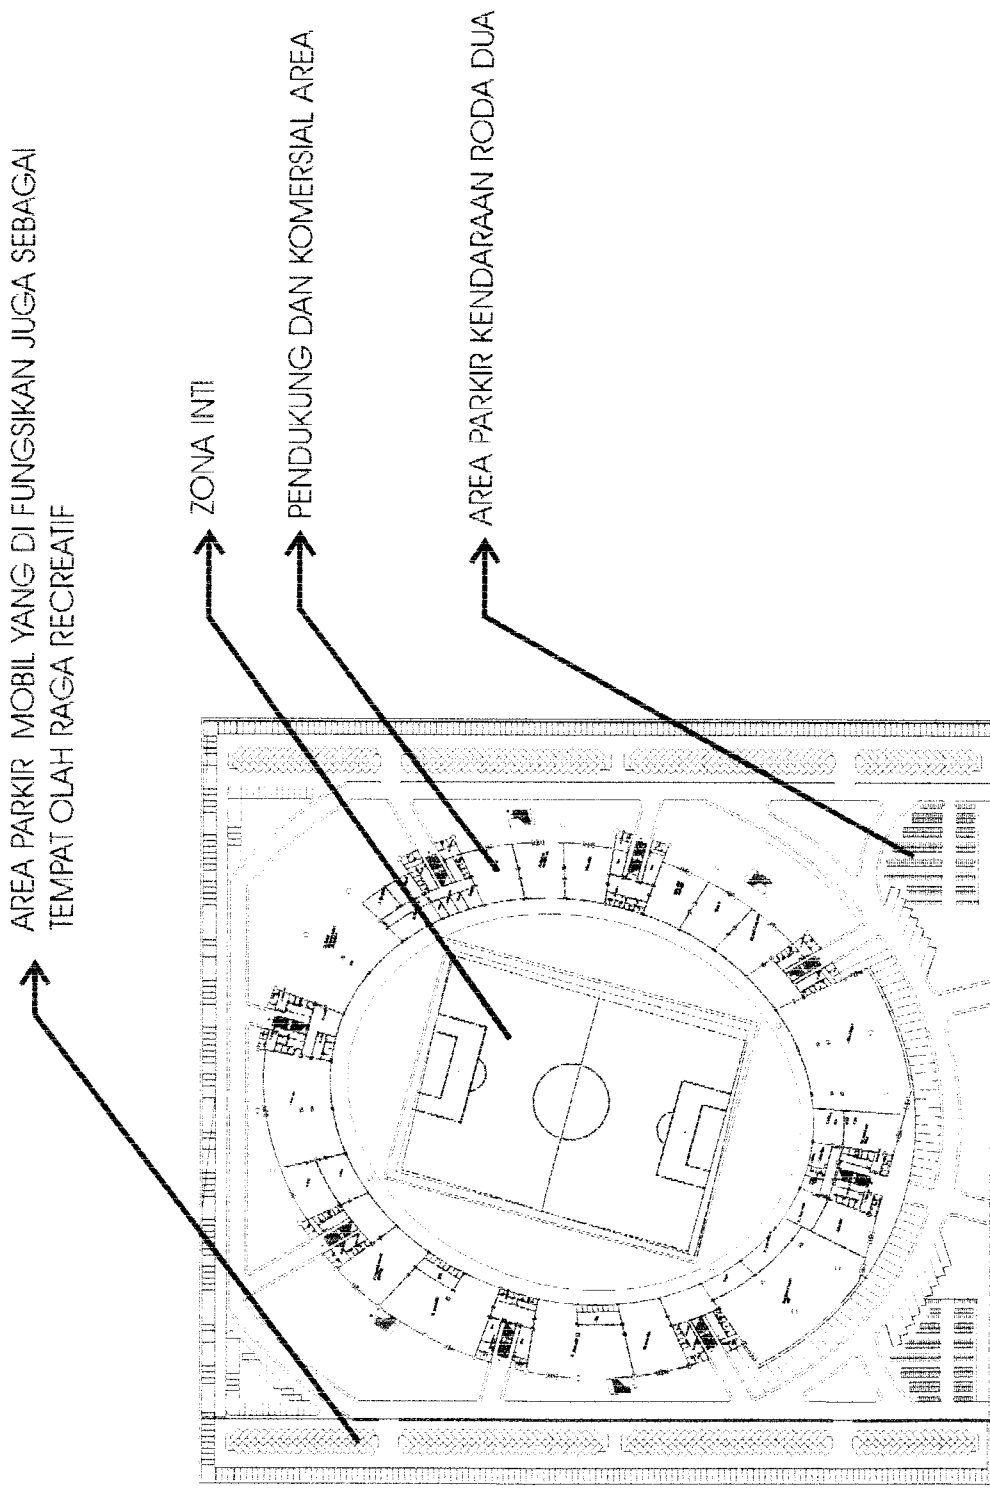 AREA PARKIR MOBIL YANG DI FUNGSIKAN JUGA SEBAGAI
TEMPAT OLAH RAGA RECREATIF
ZONA INTI
PENDUKUNG DAN KOMERSIAL AREA
AREA PARKIR KENDARAAN RODA DUA